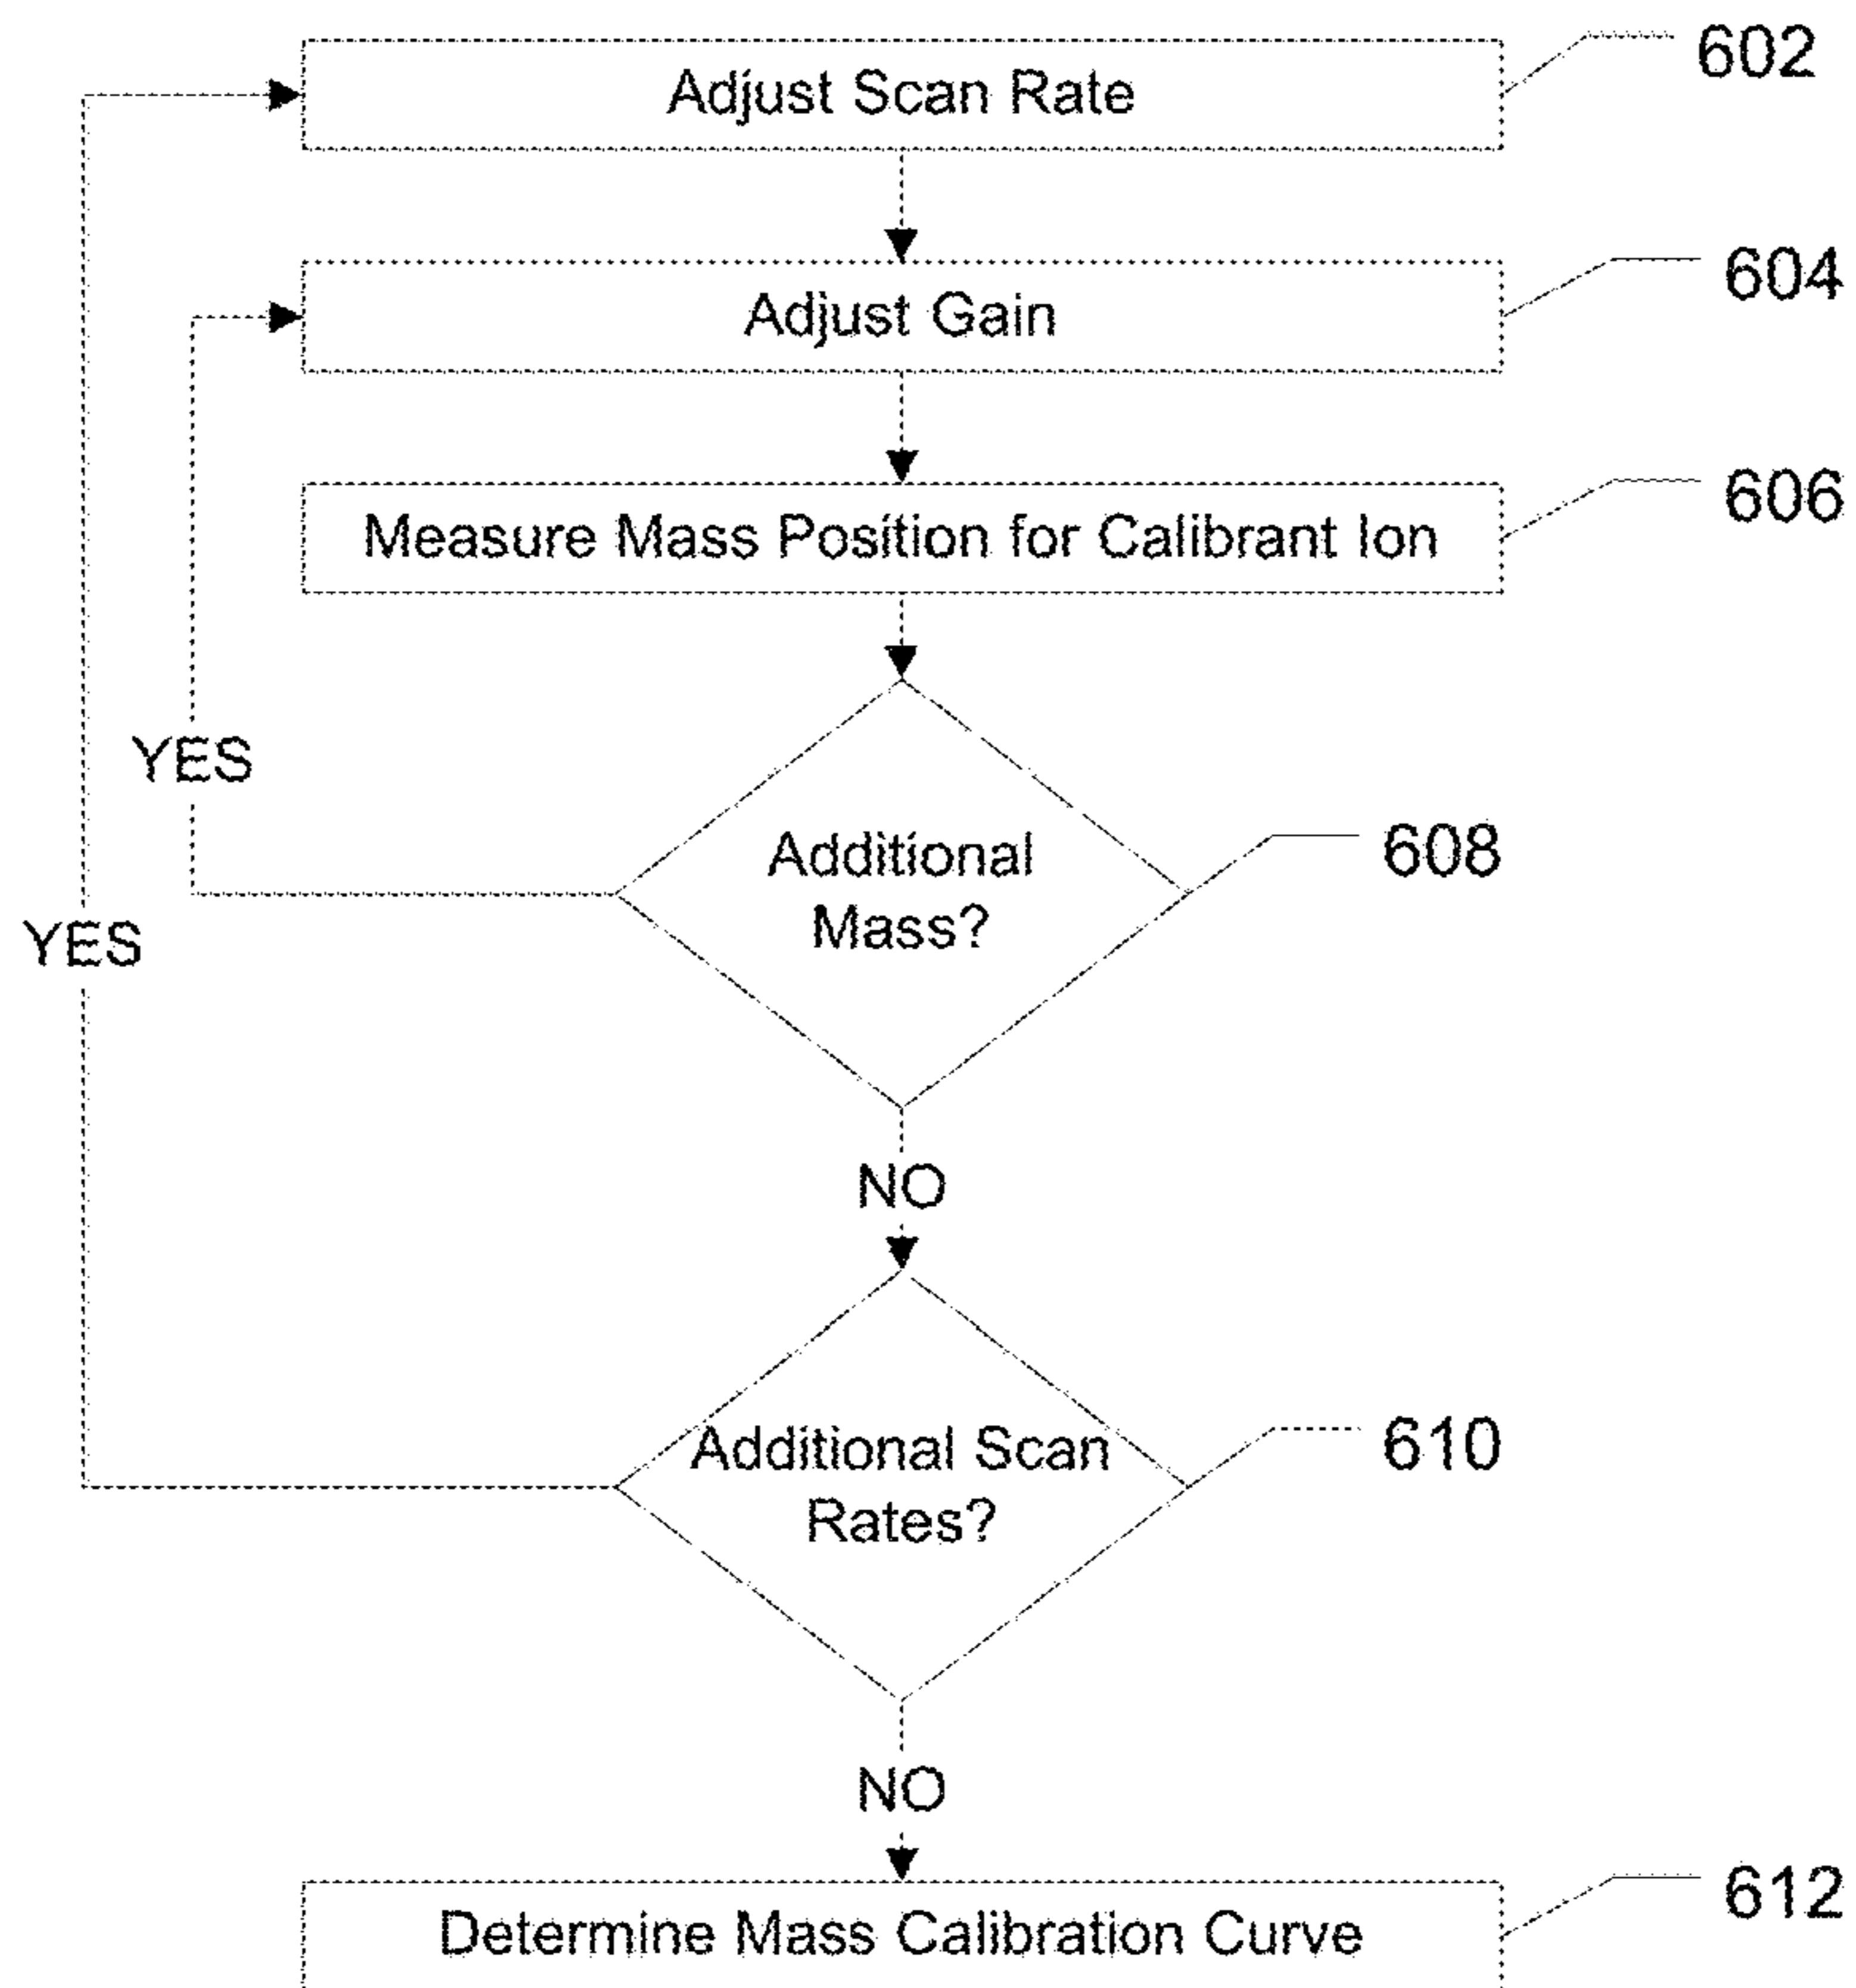 Adjust Scan Rate
602
Adjust Gain
604
Measure Mass Position for Calibrant Ion
606
YES
Additional
Mass?
608
YES
NO
Additional Scan
Rates?
610
NO
Determine Mass Calibration Curve
612